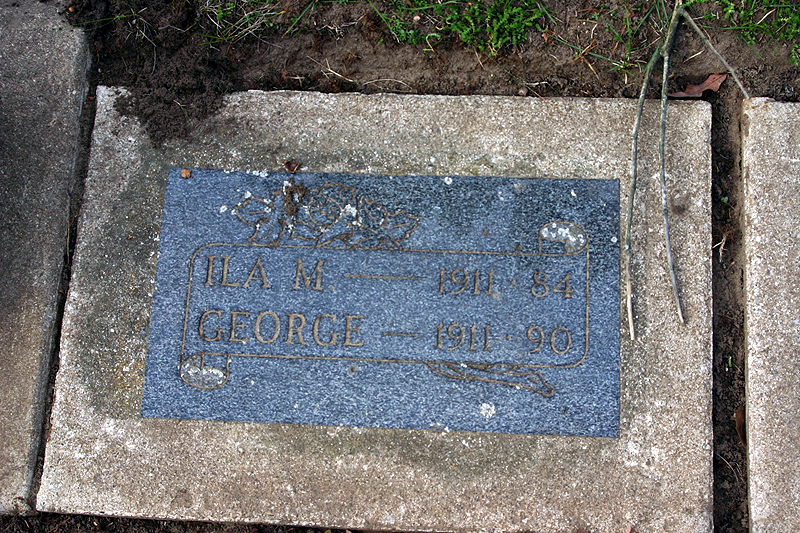 ILA M. — 1911 · 84
GEORGE — 1911 · 90